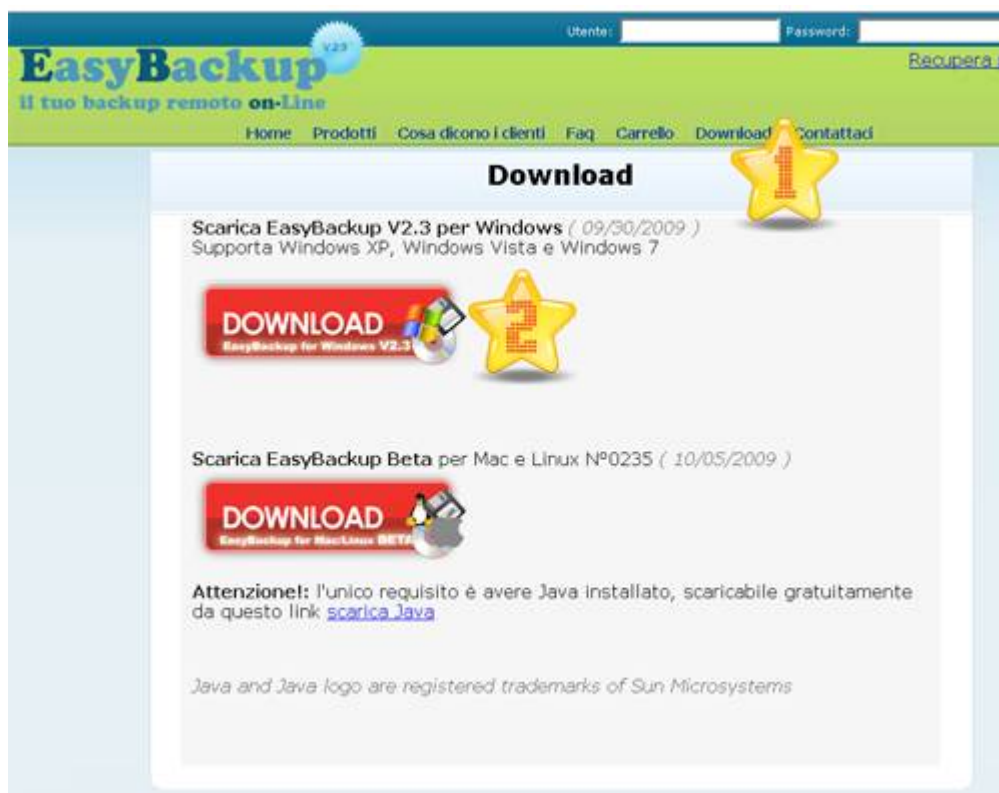 Utente: Password:
V2.3
EasyBackup
Recupera
il tuo backup remoto on-Line
Home Prodotti Cosa dicono i clienti Faq Carrello Download Contattaci
1
Download
Scarica EasyBackup V2.3 per Windows ( 09/30/2009 )
Supporta Windows XP, Windows Vista e Windows 7
DOWNLOAD
EasyBackup for Windows V2.3
2
Scarica EasyBackup Beta per Mac e Linux N°0235 ( 10/05/2009 )
DOWNLOAD
EasyBackup for Mac/Linux BETA
Attenzione!: l'unico requisito è avere Java installato, scaricabile gratuitamente
da questo link scarica Java
Java and Java logo are registered trademarks of Sun Microsystems